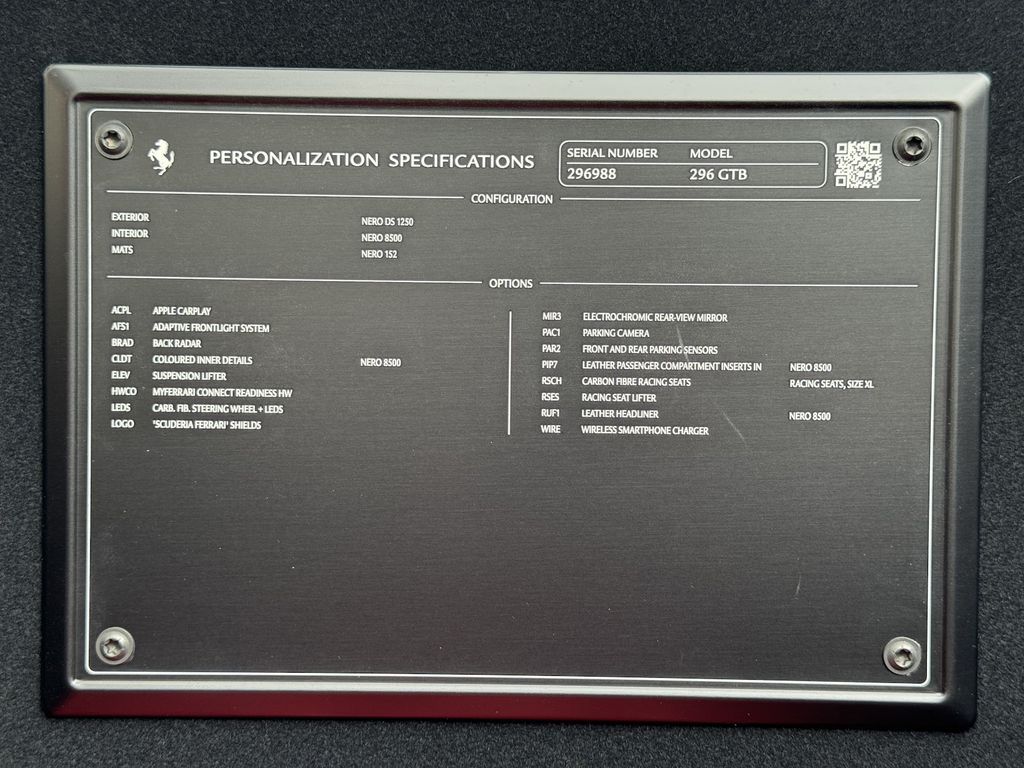 PERSONALIZATION SPECIFICATIONS
SERIAL NUMBER MODEL
296988 296 GTB
CONFIGURATION
EXTERIOR NERO DS 1250
INTERIOR NERO 8500
MATS NERO 152
OPTIONS
ACPL APPLE CARPLAY
AFS1 ADAPTIVE FRONTLIGHT SYSTEM
BRAD BACK RADAR
CLDT COLOURED INNER DETAILS NERO 8500
ELEV SUSPENSION LIFTER
HWCO MYFERRARI CONNECT READINESS HW
LEDS CARB. FIB. STEERING WHEEL + LEDS
LOGO 'SCUDERIA FERRARI' SHIELDS
MIR3 ELECTROCHROMIC REAR-VIEW MIRROR
PAC1 PARKING CAMERA
PAR2 FRONT AND REAR PARKING SENSORS
PIP7 LEATHER PASSENGER COMPARTMENT INSERTS IN NERO 8500
RSCH CARBON FIBRE RACING SEATS RACING SEATS, SIZE XL
RSES RACING SEAT LIFTER
RUF1 LEATHER HEADLINER NERO 8500
WIRE WIRELESS SMARTPHONE CHARGER